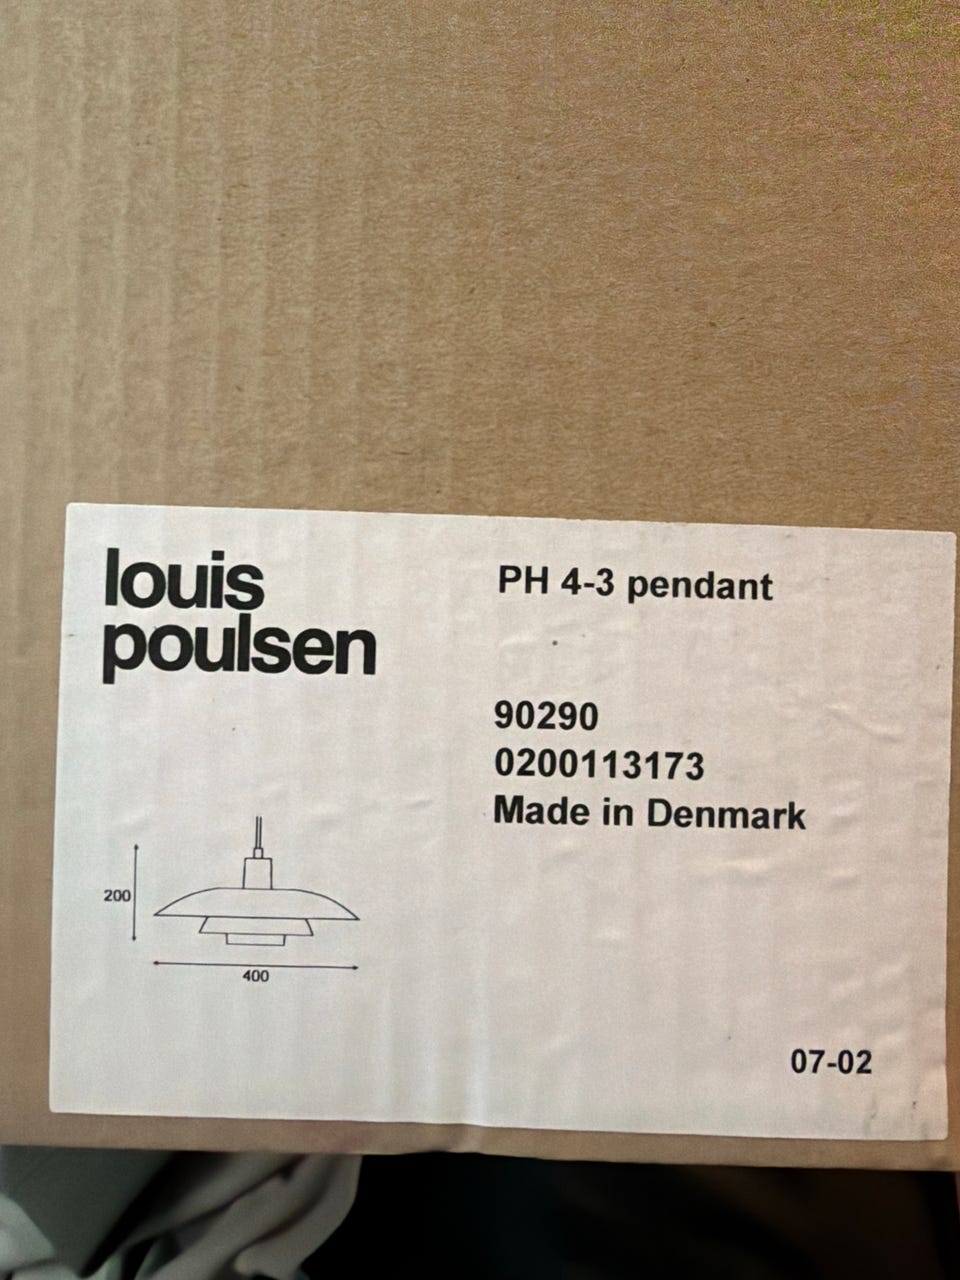 louis
poulsen
PH 4-3 pendant
90290
0200113173
Made in Denmark
200
400
07-02